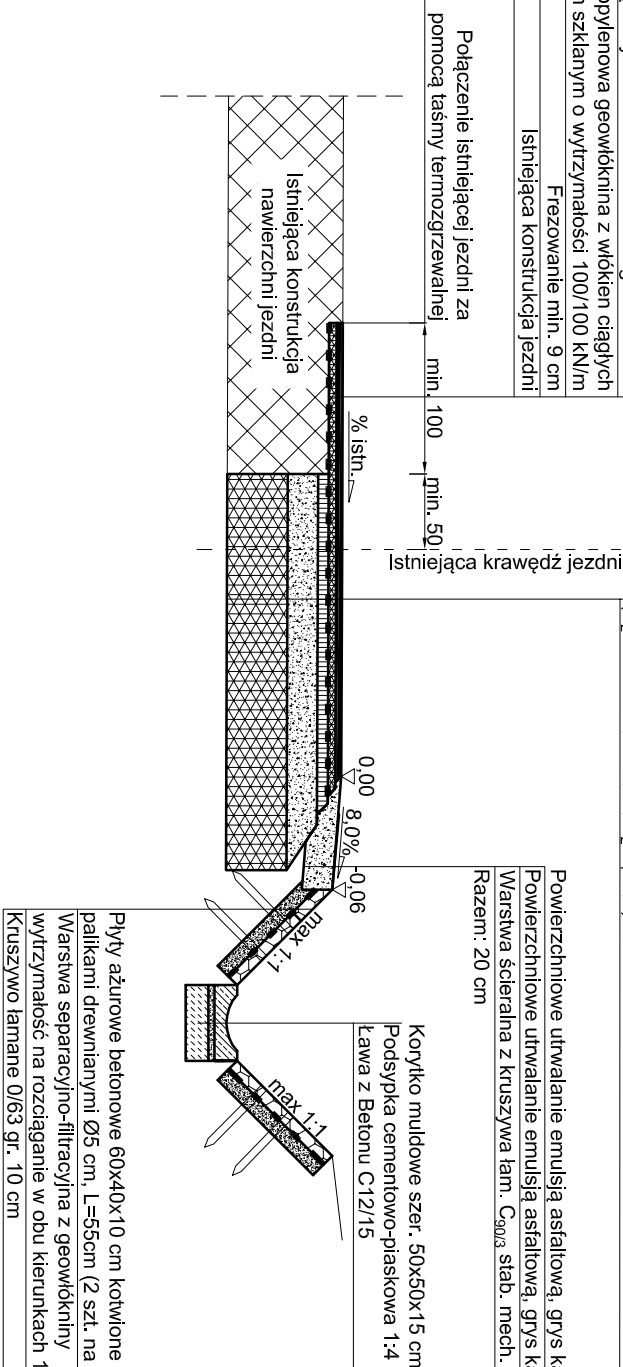 opylenowa geowłóknina z włókien ciągłych
m szklanym o wytrzymałości 100/100 kN/m
Frezowanie min. 9 cm
Istniejąca konstrukcja jezdni
Połączenie istniejącej jezdni za
pomocą taśmy termozgrzewalnej
Istniejąca konstrukcja
nawierzchni jezdni
min. 100
min. 50
% istn.
Istniejąca krawędź jezdni
0,00
8,0%
-0,06
max 1:1
max 1:1
Powierzchniowe utrwalanie emulsją asfaltową, grys k
Powierzchniowe utrwalanie emulsją asfaltową, grys k
Warstwa ścieralna z kruszywa łam. C90/3 stab. mech.
Razem: 20 cm
Korytko muldowe szer. 50x50x15 cm
Podsypka cementowo-piaskowa 1:4
Ława z Betonu C12/15
Płyty ażurowe betonowe 60x40x10 cm kotwione
palikami drewnianymi Ø5 cm, L=55cm (2 szt. na
Warstwa separacyjno-filtracyjna z geowłókniny
wytrzymałość na rozciąganie w obu kierunkach 1
Kruszywo łamane 0/63 gr. 10 cm